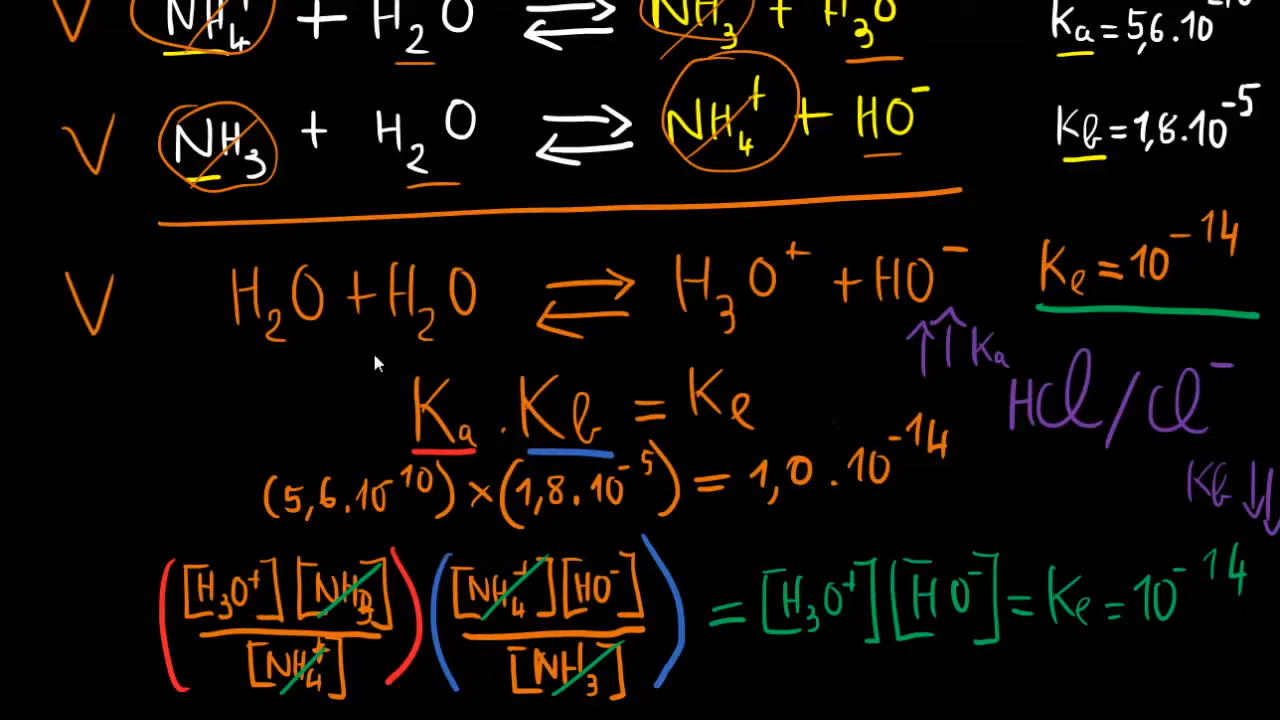 V NH₄⁺ + H₂O ⇌ NH₃ + H₃O Ka = 5,6.10⁻¹⁰
V NH₃ + H₂O ⇌ NH₄⁺ + HO⁻ Kb = 1,8.10⁻⁵
V H₂O + H₂O ⇌ H₃O⁺ + HO⁻ Ke = 10⁻¹⁴
↑↑ Ka
HCl / Cl⁻
Ka . Kb = Ke
Kb ↓↓
(5,6.10⁻¹⁰) × (1,8.10⁻⁵) = 1,0.10⁻¹⁴
([H₃O⁺][NH₃] / [NH₄⁺]) ([NH₄⁺][HO⁻] / [NH₃]) = [H₃O⁺][HO⁻] = Ke = 10⁻¹⁴